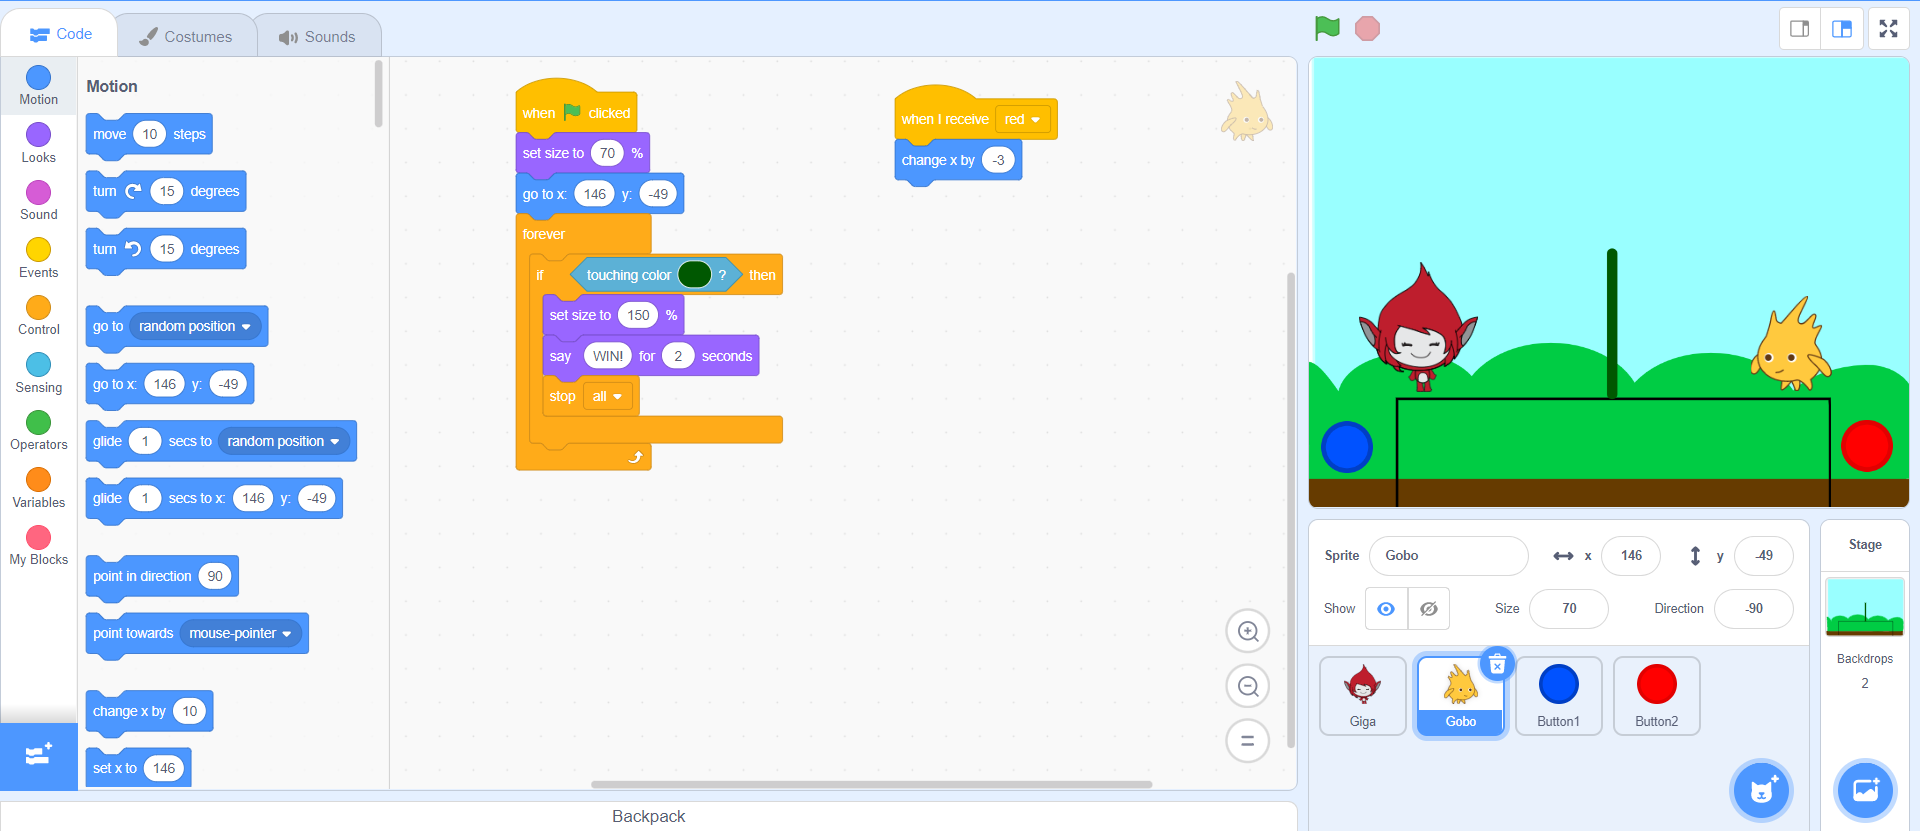 Code
Costumes
Sounds
Motion
Looks
Sound
Events
Control
Sensing
Operators
Variables
My Blocks
Motion
move 10 steps
turn 15 degrees
turn 15 degrees
go to random position
go to x: 146 y: -49
glide 1 secs to random position
glide 1 secs to x: 146 y: -49
point in direction 90
point towards mouse-pointer
change x by 10
set x to 146
when clicked
set size to 70 %
go to x: 146 y: -49
forever
if touching color ? then
set size to 150 %
say WIN! for 2 seconds
stop all
when I receive red
change x by -3
Backpack
Sprite Gobo x 146 y -49
Show Size 70 Direction -90
Giga
Gobo
Button1
Button2
Stage
Backdrops
2